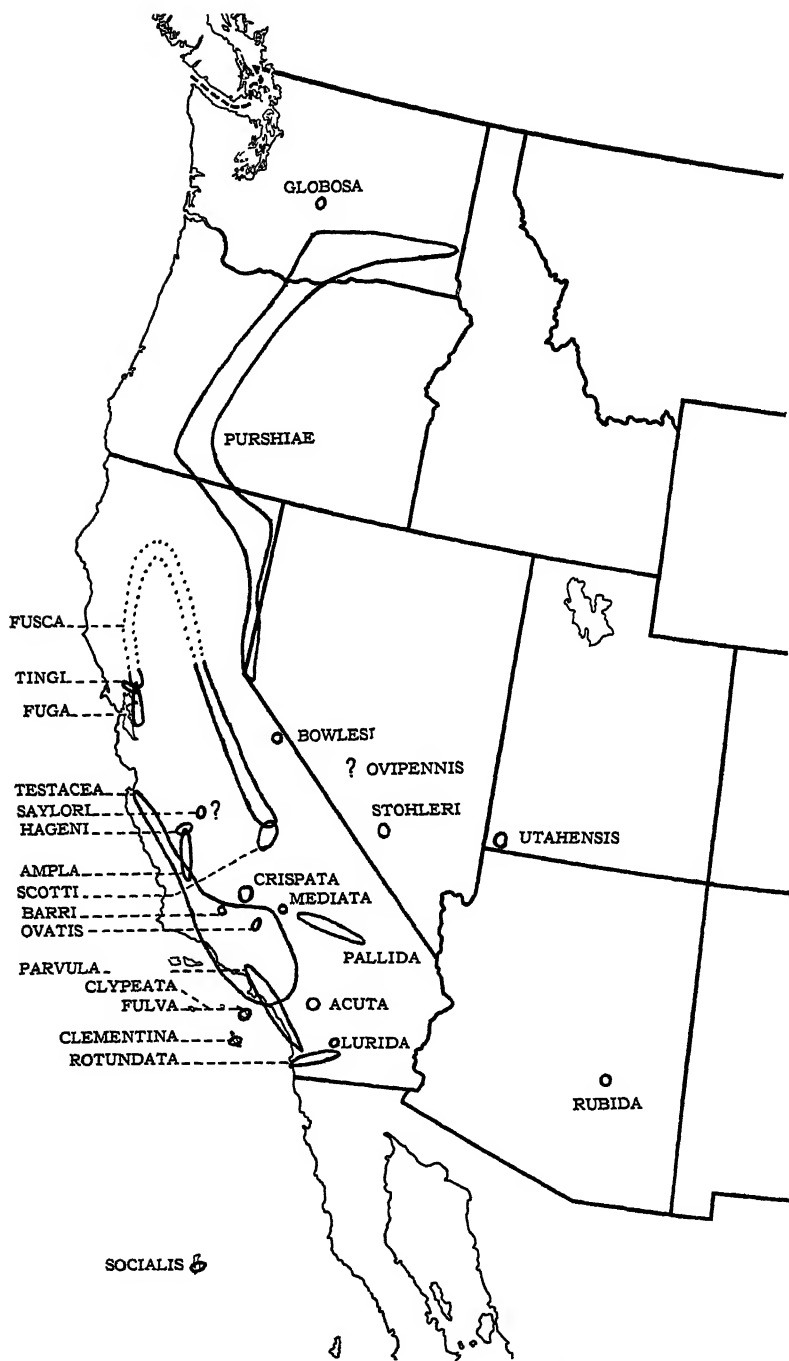 GLOBOSA
PURSHIAE
FUSCA
TINGI
FUGA
BOWLESI
? OVIPENNIS
TESTACEA
SAYLORI ?
HAGENI
STOHLERI
UTAHENSIS
AMPLA
SCOTTI
CRISPATA
MEDIATA
BARRI
OVATIS
PALLIDA
PARVULA
CLYPEATA
FULVA
ACUTA
CLEMENTINA
LURIDA
ROTUNDATA
RUBIDA
SOCIALIS